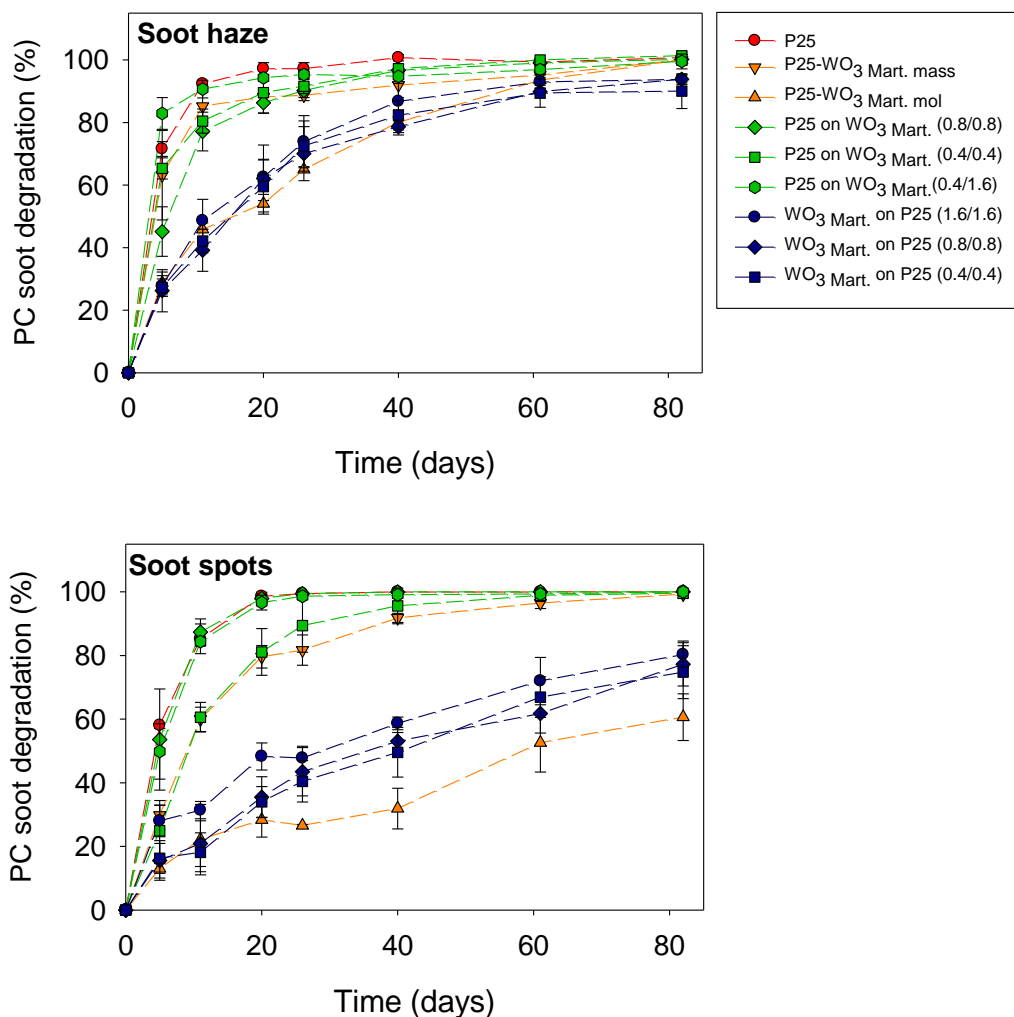 Soot haze
PC soot degradation (%)
100
80
60
40
20
0
0 20 40 60 80
Time (days)
P25
P25-WO3 Mart. mass
P25-WO3 Mart. mol
P25 on WO3 Mart. (0.8/0.8)
P25 on WO3 Mart. (0.4/0.4)
P25 on WO3 Mart.(0.4/1.6)
WO3 Mart. on P25 (1.6/1.6)
WO3 Mart. on P25 (0.8/0.8)
WO3 Mart. on P25 (0.4/0.4)
Soot spots
PC soot degradation (%)
100
80
60
40
20
0
0 20 40 60 80
Time (days)